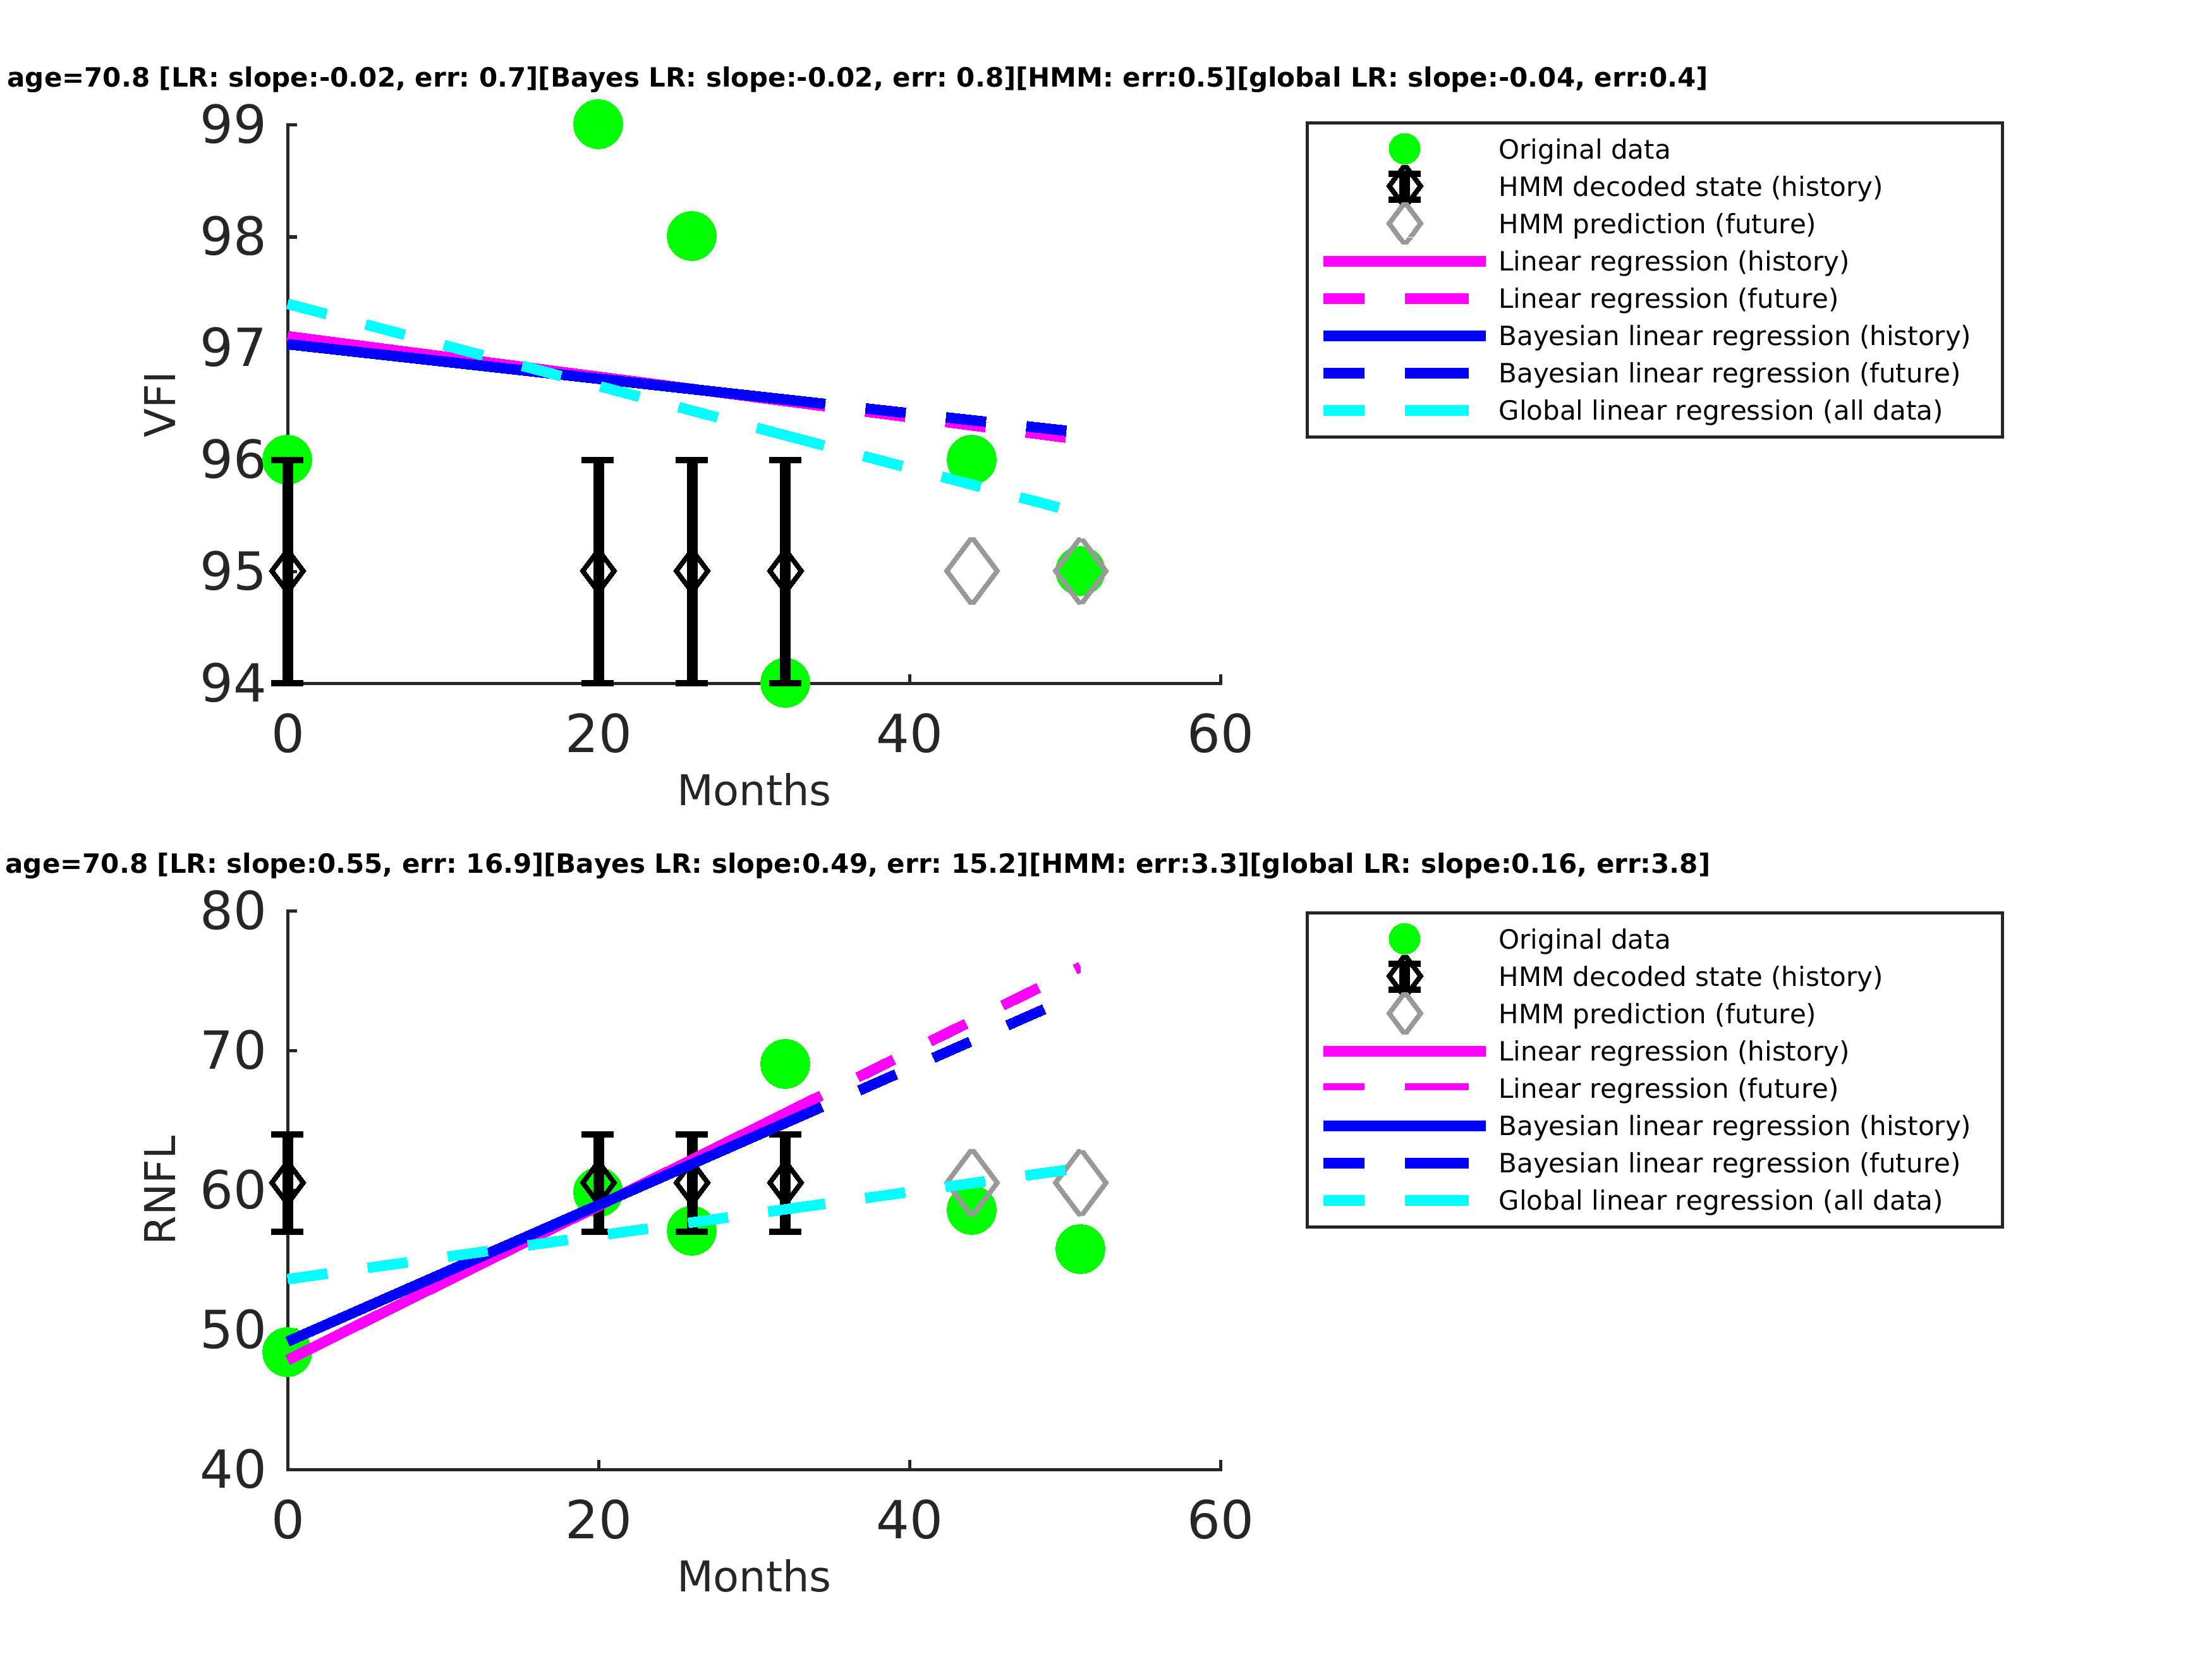 age=70.8 [LR: slope:-0.02, err: 0.7][Bayes LR: slope:-0.02, err: 0.8][HMM: err:0.5][global LR: slope:-0.04, err:0.4]
99
98
97
96
95
94
VFI
0 20 40 60
Months
Original data
HMM decoded state (history)
HMM prediction (future)
Linear regression (history)
Linear regression (future)
Bayesian linear regression (history)
Bayesian linear regression (future)
Global linear regression (all data)
age=70.8 [LR: slope:0.55, err: 16.9][Bayes LR: slope:0.49, err: 15.2][HMM: err:3.3][global LR: slope:0.16, err:3.8]
80
70
60
50
40
RNFL
0 20 40 60
Months
Original data
HMM decoded state (history)
HMM prediction (future)
Linear regression (history)
Linear regression (future)
Bayesian linear regression (history)
Bayesian linear regression (future)
Global linear regression (all data)